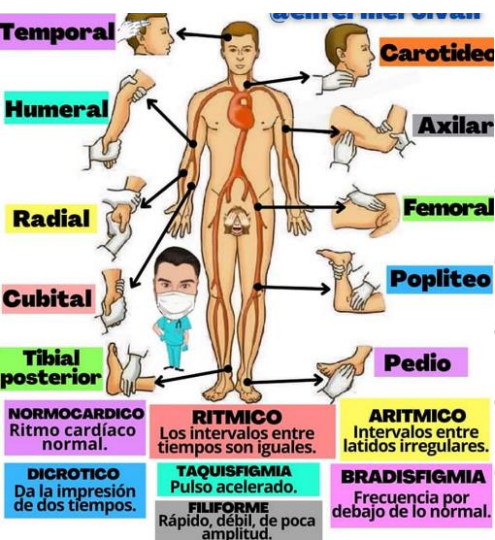 @enfermeroivan
Temporal
Carotideo
Humeral
Axilar
Radial
Femoral
Cubital
Popliteo
Tibial
posterior
Pedio
NORMOCARDICO
Ritmo cardíaco
normal.
RITMICO
Los intervalos entre
tiempos son iguales.
ARITMICO
Intervalos entre
latidos irregulares.
DICROTICO
Da la impresión
de dos tiempos.
TAQUISFIGMIA
Pulso acelerado.
BRADISFIGMIA
Frecuencia por
debajo de lo normal.
FILIFORME
Rápido, débil, de poca
amplitud.